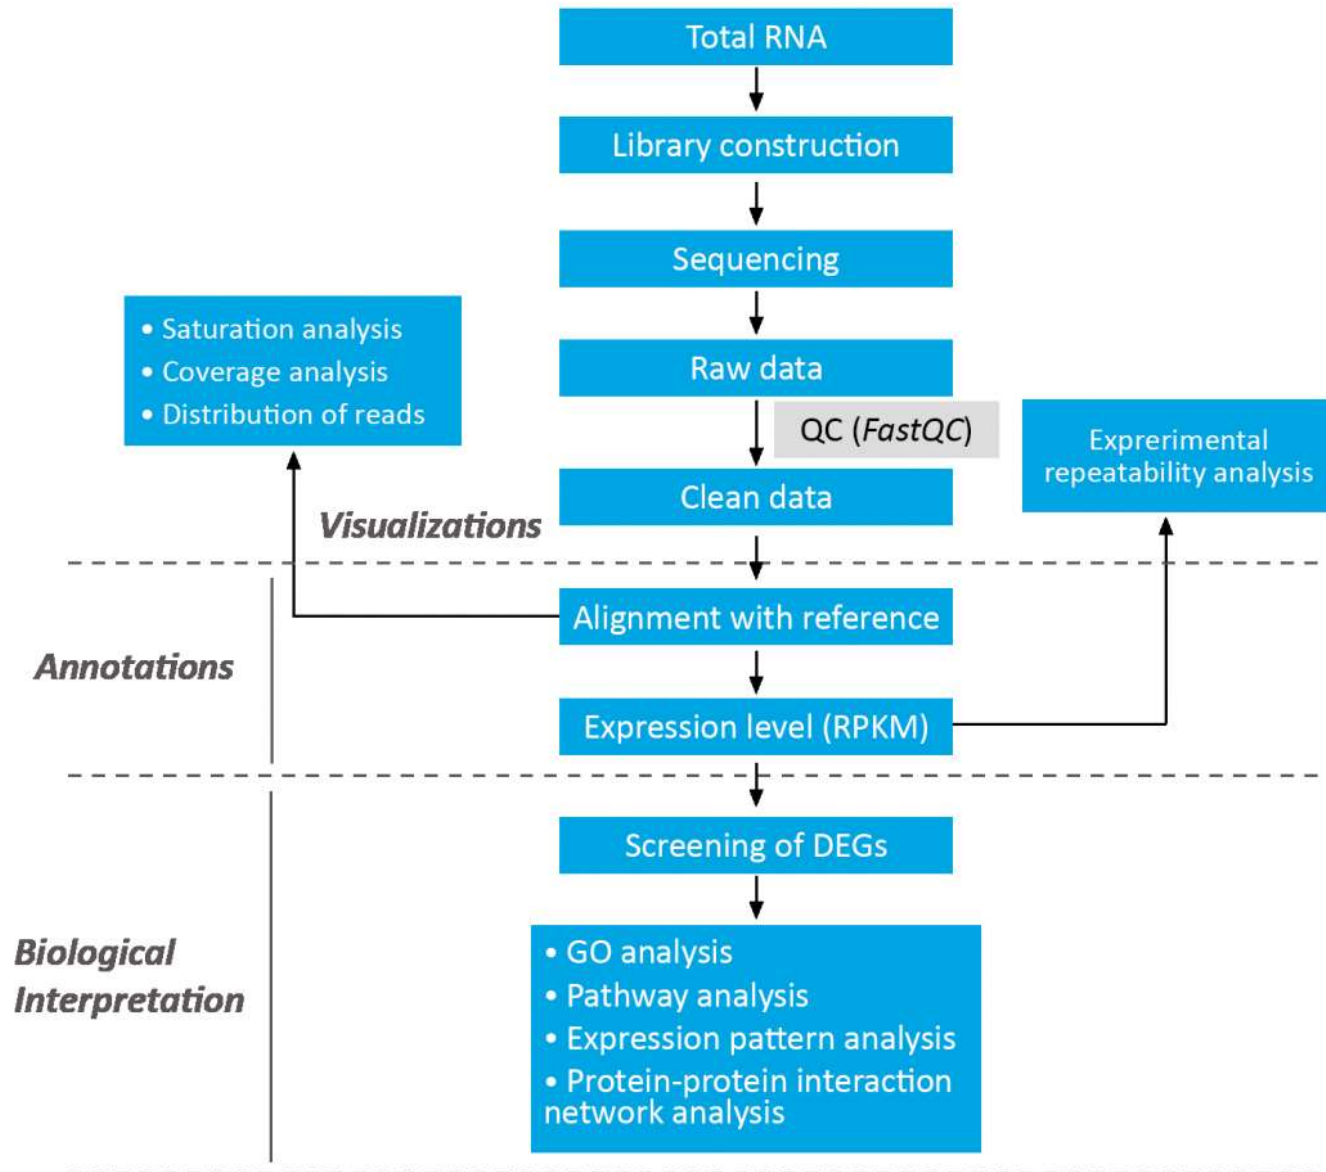 Total RNA
Library construction
Sequencing
• Saturation analysis
• Coverage analysis
• Distribution of reads
Raw data
QC (FastQC)
Exprerimental
repeatability analysis
Clean data
Visualizations
Alignment with reference
Annotations
Expression level (RPKM)
Screening of DEGs
Biological
Interpretation
• GO analysis
• Pathway analysis
• Expression pattern analysis
• Protein-protein interaction
network analysis